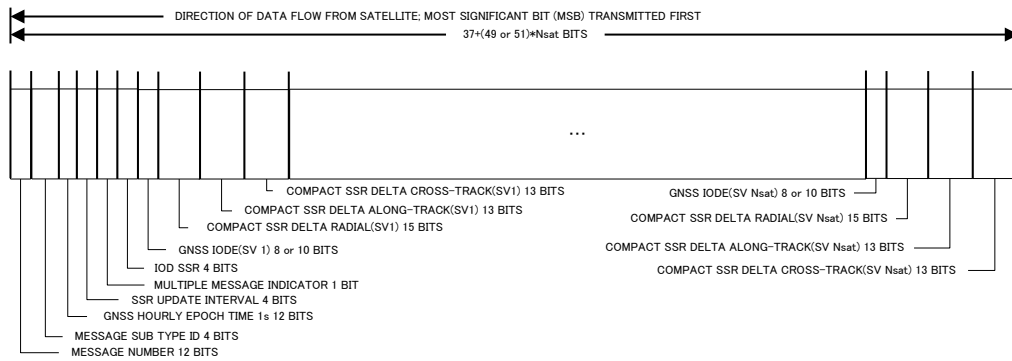 DIRECTION OF DATA FLOW FROM SATELLITE; MOST SIGNIFICANT BIT (MSB) TRANSMITTED FIRST
37+(49 or 51)*Nsat BITS
...
COMPACT SSR DELTA CROSS-TRACK(SV1) 13 BITS
COMPACT SSR DELTA ALONG-TRACK(SV1) 13 BITS
COMPACT SSR DELTA RADIAL(SV1) 15 BITS
GNSS IODE(SV 1) 8 or 10 BITS
IOD SSR 4 BITS
MULTIPLE MESSAGE INDICATOR 1 BIT
SSR UPDATE INTERVAL 4 BITS
GNSS HOURLY EPOCH TIME 1s 12 BITS
MESSAGE SUB TYPE ID 4 BITS
MESSAGE NUMBER 12 BITS
GNSS IODE(SV Nsat) 8 or 10 BITS
COMPACT SSR DELTA RADIAL(SV Nsat) 15 BITS
COMPACT SSR DELTA ALONG-TRACK(SV Nsat) 13 BITS
COMPACT SSR DELTA CROSS-TRACK(SV Nsat) 13 BITS